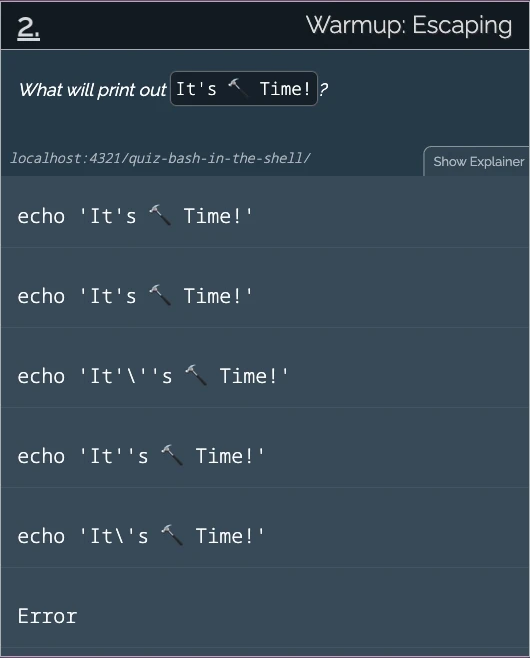 2.
Warmup: Escaping
What will print out It's 🔨 Time! ?
localhost:4321/quiz-bash-in-the-shell/
Show Explainer
echo 'It's 🔨 Time!'
echo 'It's 🔨 Time!'
echo 'It'\''s 🔨 Time!'
echo 'It''s 🔨 Time!'
echo 'It\'s 🔨 Time!'
Error